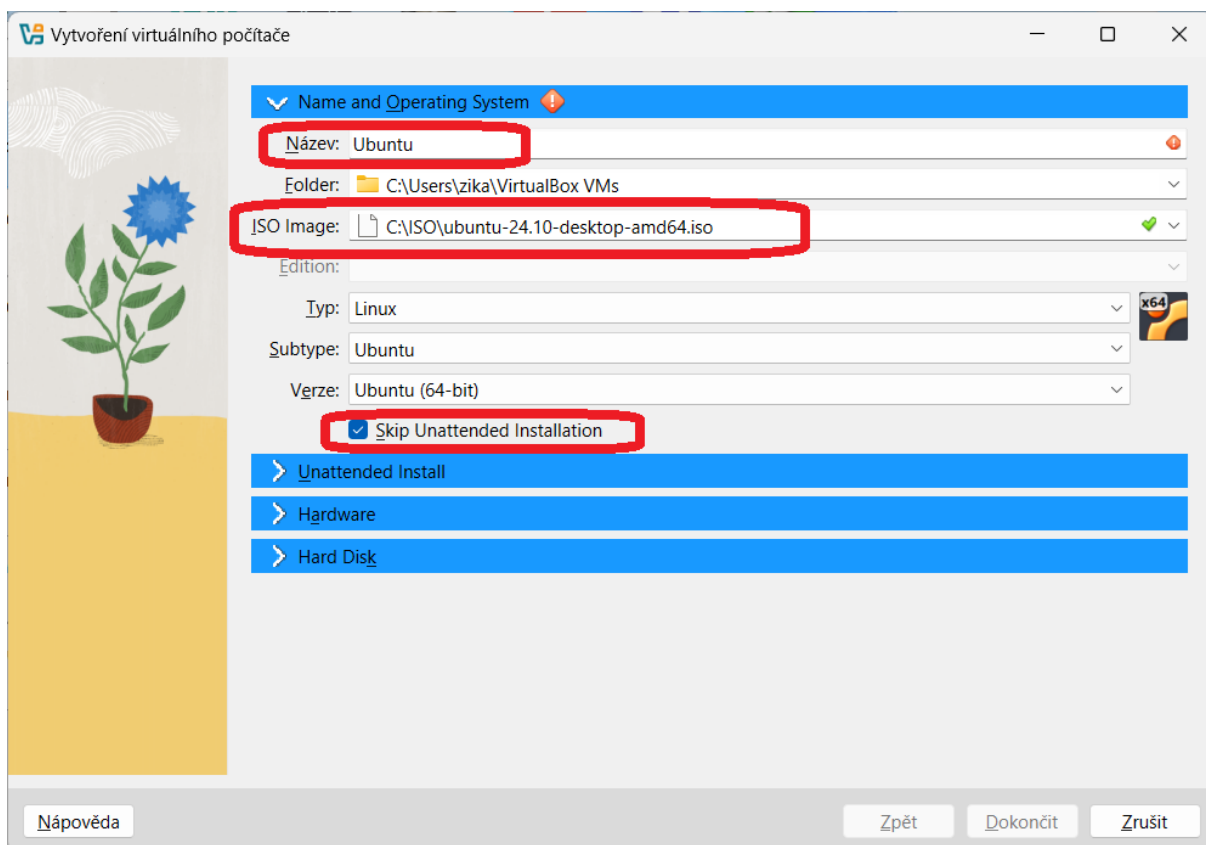 Vytvoření virtuálního počítače
Name and Operating System
Název: Ubuntu
Folder: C:\Users\zika\VirtualBox VMs
ISO Image: C:\ISO\ubuntu-24.10-desktop-amd64.iso
Edition:
Typ: Linux
x64
Subtype: Ubuntu
Verze: Ubuntu (64-bit)
Skip Unattended Installation
Unattended Install
Hardware
Hard Disk
Nápověda Zpět Dokončit Zrušit